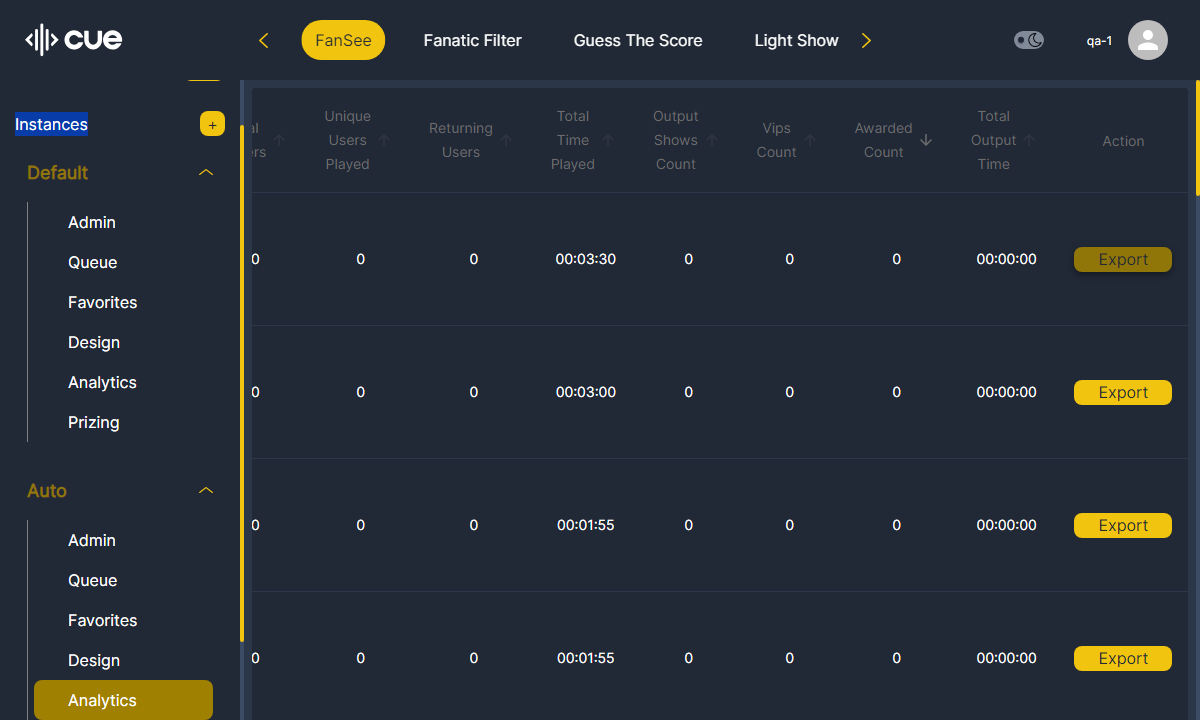 cue
FanSee
Fanatic Filter
Guess The Score
Light Show
qa-1
Instances
+
Default
Admin
Queue
Favorites
Design
Analytics
Prizing
Auto
Admin
Queue
Favorites
Design
Analytics
Unique
Users
Played
Returning
Users
Total
Time
Played
Output
Shows
Count
Vips
Count
Awarded
Count
Total
Output
Time
Action
0 0 0 00:03:30 0 0 0 00:00:00 Export
0 0 0 00:03:00 0 0 0 00:00:00 Export
0 0 0 00:01:55 0 0 0 00:00:00 Export
0 0 0 00:01:55 0 0 0 00:00:00 Export